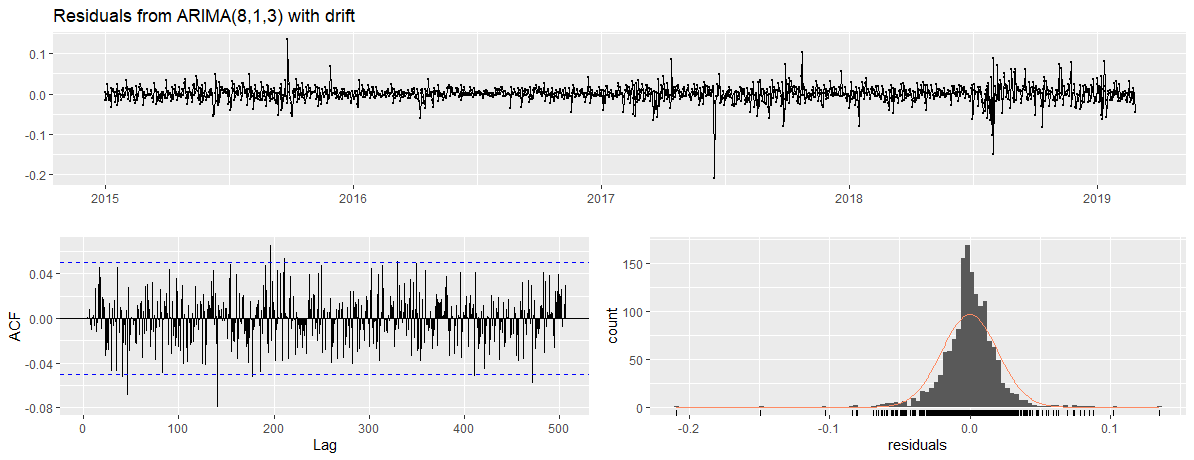 Residuals from ARIMA(8,1,3) with drift
0.1
0.0
-0.1
-0.2
2015 2016 2017 2018 2019
ACF
0.04
0.00
-0.04
-0.08
0 100 200 300 400 500
Lag
count
150
100
50
0
-0.2 -0.1 0.0 0.1
residuals